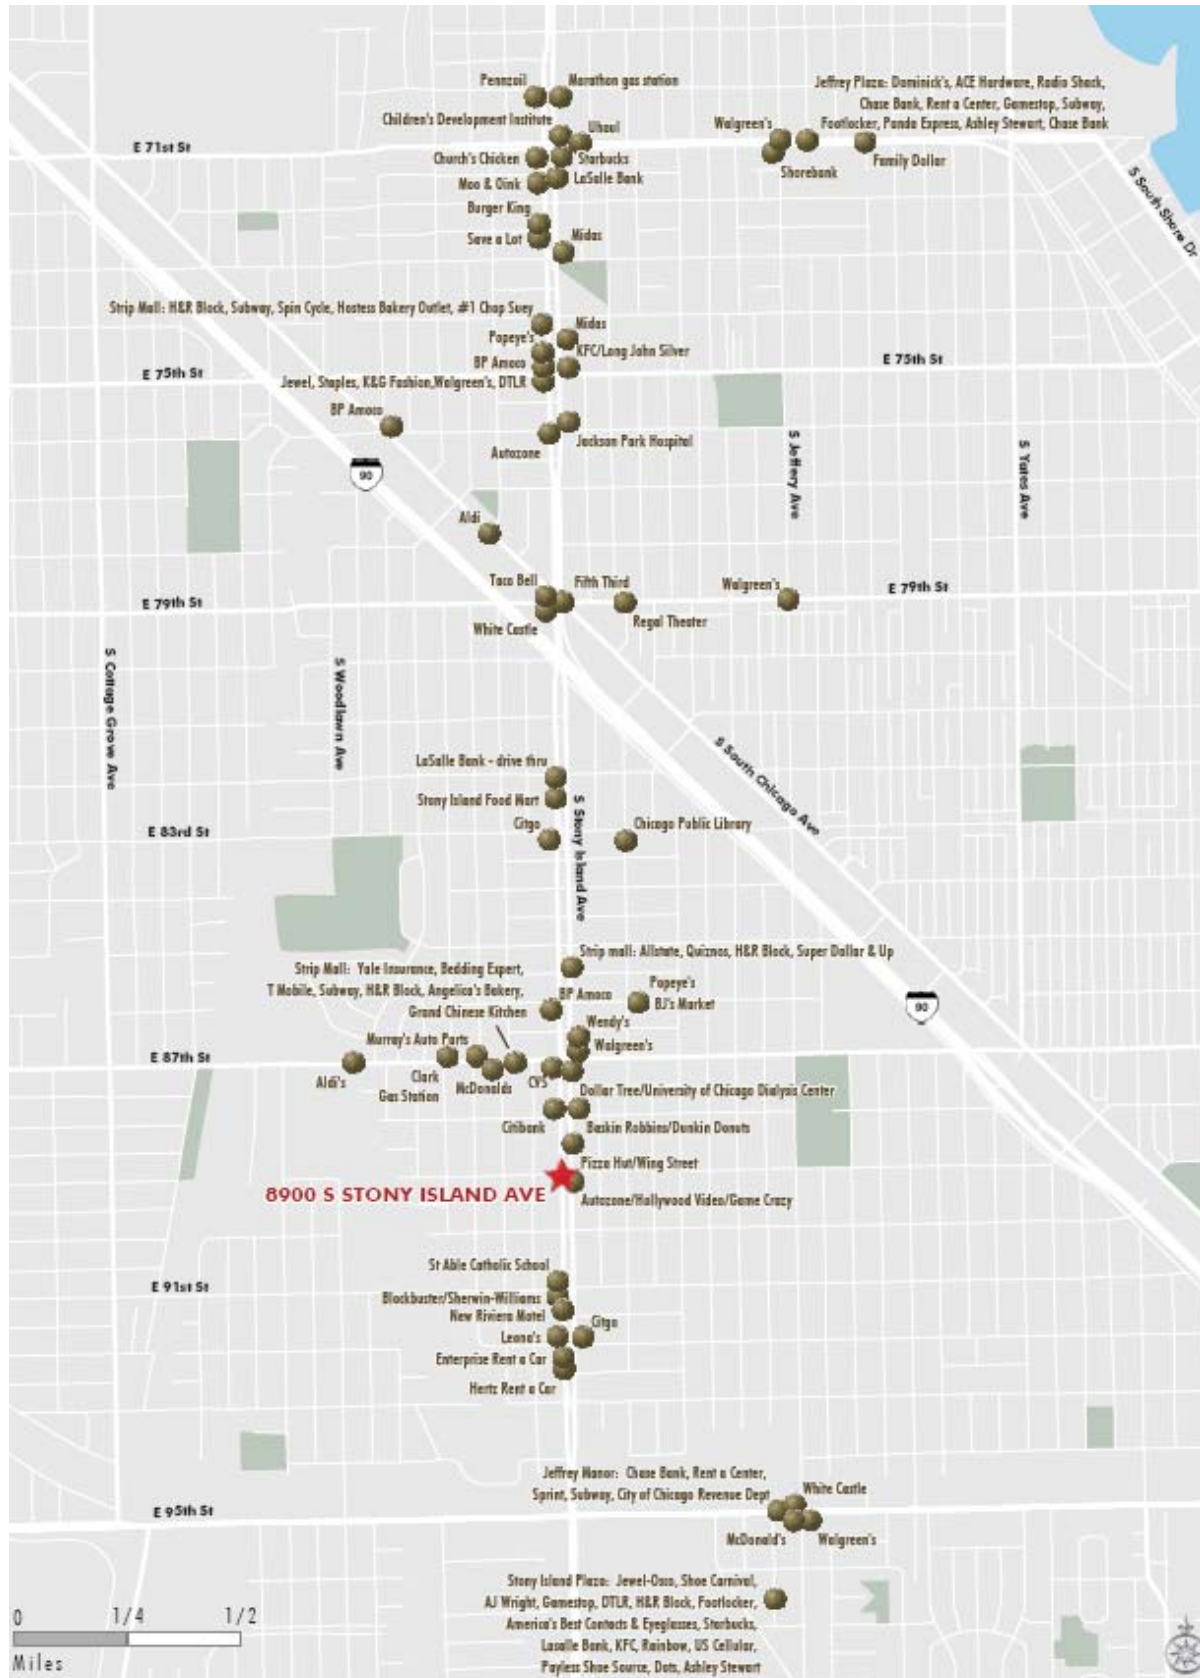 Pennzoil
Marathon gas station
Jeffrey Plaza: Dominick's, ACE Hardware, Radio Shack,
Chase Bank, Rent a Center, Gamestop, Subway,
Footlocker, Panda Express, Ashley Stewart, Chase Bank
Children's Development Institute
Uhaul
Walgreen's
E 71st St
Church's Chicken
Starbucks
Shorebank
Family Dollar
Moo & Oink
LaSalle Bank
S South Shore Dr
Burger King
Save a Lot
Midas
Strip Mall: H&R Block, Subway, Spin Cycle, Hostess Bakery Outlet, #1 Chop Suey
Midas
Popeye's
KFC/Long John Silver
BP Amoco
E 75th St
E 75th St
Jewel, Staples, K&G Fashion,Walgreen's, DTLR
BP Amoco
Jackson Park Hospital
Autozone
S Jeffery Ave
S Yates Ave
90
Aldi
Taco Bell
Fifth Third
Walgreen's
E 79th St
E 79th St
Regal Theater
White Castle
S Cottage Grove Ave
S Woodlawn Ave
S South Chicago Ave
LaSalle Bank - drive thru
Stony Island Food Mart
S Stony Island Ave
E 83rd St
Citgo
Chicago Public Library
Strip mall: Allstate, Quiznos, H&R Block, Super Dollar & Up
Strip Mall: Yale Insurance, Bedding Expert,
T Mobile, Subway, H&R Block, Angelica's Bakery,
Grand Chinese Kitchen
BP Amoco
Popeye's
BJ's Market
90
Wendy's
Murray's Auto Parts
Walgreen's
E 87th St
Aldi's
Clark
Gas Station
McDonalds
CVS
Dollar Tree/University of Chicago Dialysis Center
Citibank
Baskin Robbins/Dunkin Donuts
Pizza Hut/Wing Street
8900 S STONY ISLAND AVE
Autozone/Hollywood Video/Game Crazy
St Able Catholic School
E 91st St
Blockbuster/Sherwin-Williams
New Riviera Motel
Citgo
Leona's
Enterprise Rent a Car
Hertz Rent a Car
Jeffrey Manor: Chase Bank, Rent a Center,
Sprint, Subway, City of Chicago Revenue Dept
White Castle
E 95th St
McDonald's
Walgreen's
Stony Island Plaza: Jewel-Osco, Shoe Carnival,
AJ Wright, Gamestop, DTLR, H&R Block, Footlocker,
America's Best Contacts & Eyeglasses, Starbucks,
Lasalle Bank, KFC, Rainbow, US Cellular,
Payless Shoe Source, Dots, Ashley Stewart
0 1/4 1/2
Miles